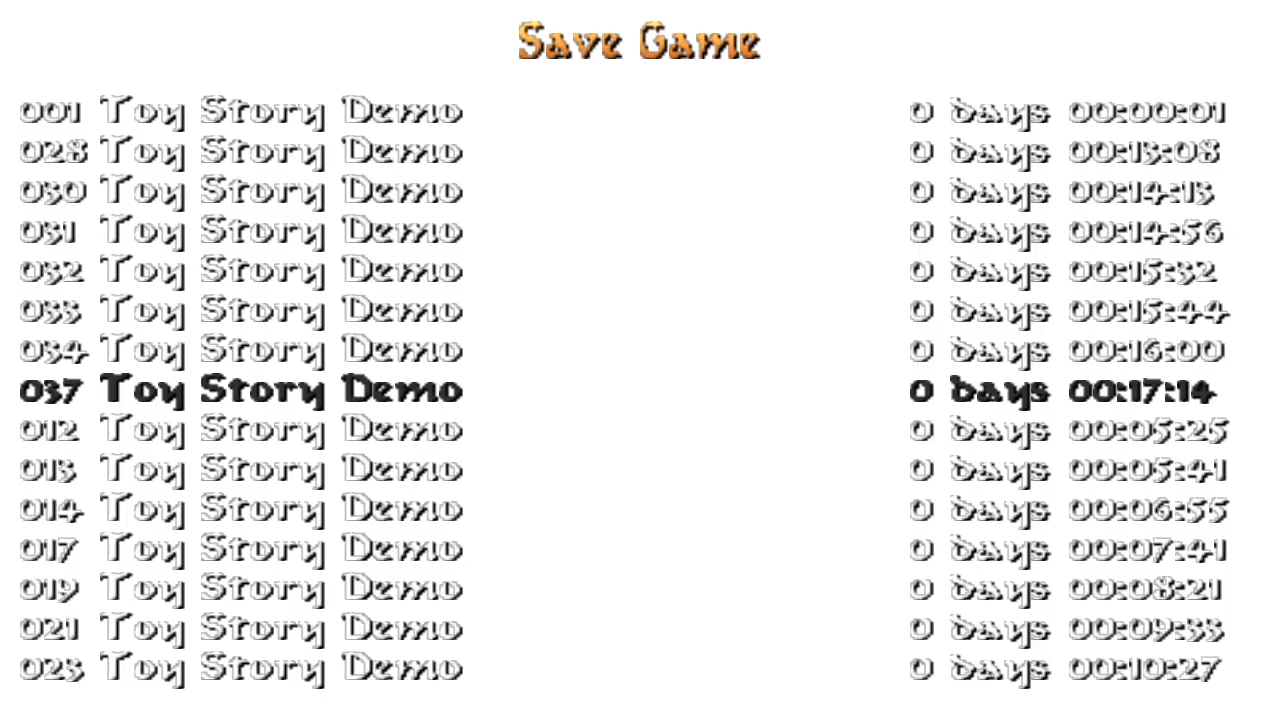 Save Game
001 Toy Story Demo 0 days 00:00:01
028 Toy Story Demo 0 days 00:13:08
030 Toy Story Demo 0 days 00:14:13
031 Toy Story Demo 0 days 00:14:56
032 Toy Story Demo 0 days 00:15:32
033 Toy Story Demo 0 days 00:15:44
034 Toy Story Demo 0 days 00:16:00
037 Toy Story Demo 0 days 00:17:14
012 Toy Story Demo 0 days 00:05:25
013 Toy Story Demo 0 days 00:05:41
014 Toy Story Demo 0 days 00:06:55
017 Toy Story Demo 0 days 00:07:41
019 Toy Story Demo 0 days 00:08:21
021 Toy Story Demo 0 days 00:09:33
023 Toy Story Demo 0 days 00:10:27